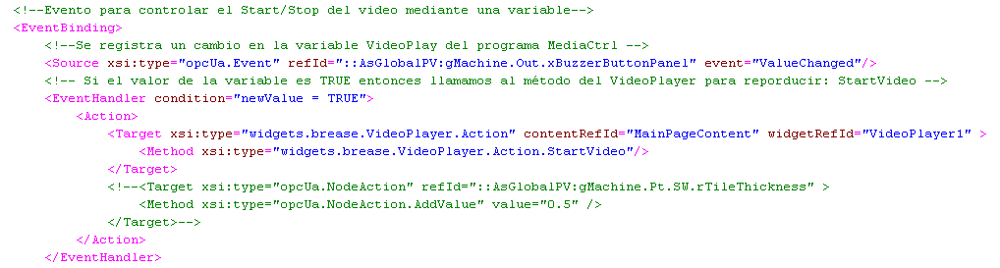 <!--Evento para controlar el Start/Stop del video mediante una variable-->
<EventBinding>
<!--Se registra un cambio en la variable VideoPlay del programa MediaCtrl -->
<Source xsi:type="opcUa.Event" refId="::AsGlobalPV:gMachine.Out.xBuzzerButtonPanel" event="ValueChanged"/>
<!-- Si el valor de la variable es TRUE entonces llamamos al método del VideoPlayer para reporducir: StartVideo -->
<EventHandler condition="newValue = TRUE">
<Action>
<Target xsi:type="widgets.brease.VideoPlayer.Action" contentRefId="MainPageContent" widgetRefId="VideoPlayer1" >
<Method xsi:type="widgets.brease.VideoPlayer.Action.StartVideo"/>
</Target>
<!--<Target xsi:type="opcUa.NodeAction" refId="::AsGlobalPV:gMachine.Pt.SW.rTileThickness" >
<Method xsi:type="opcUa.NodeAction.AddValue" value="0.5" />
</Target>-->
</Action>
</EventHandler>